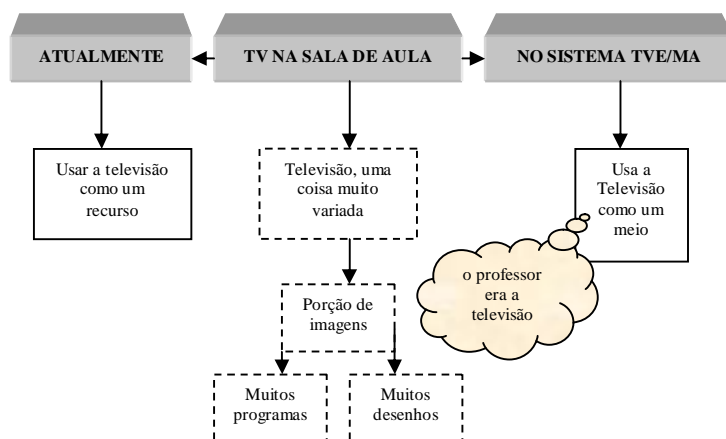 ATUALMENTE
TV NA SALA DE AULA
NO SISTEMA TVE/MA
Usar a televisão
como um
recurso
Televisão, uma
coisa muito
variada
Usa a
Televisão
como um
meio
o professor
era a
televisão
Porção de
imagens
Muitos
programas
Muitos
desenhos